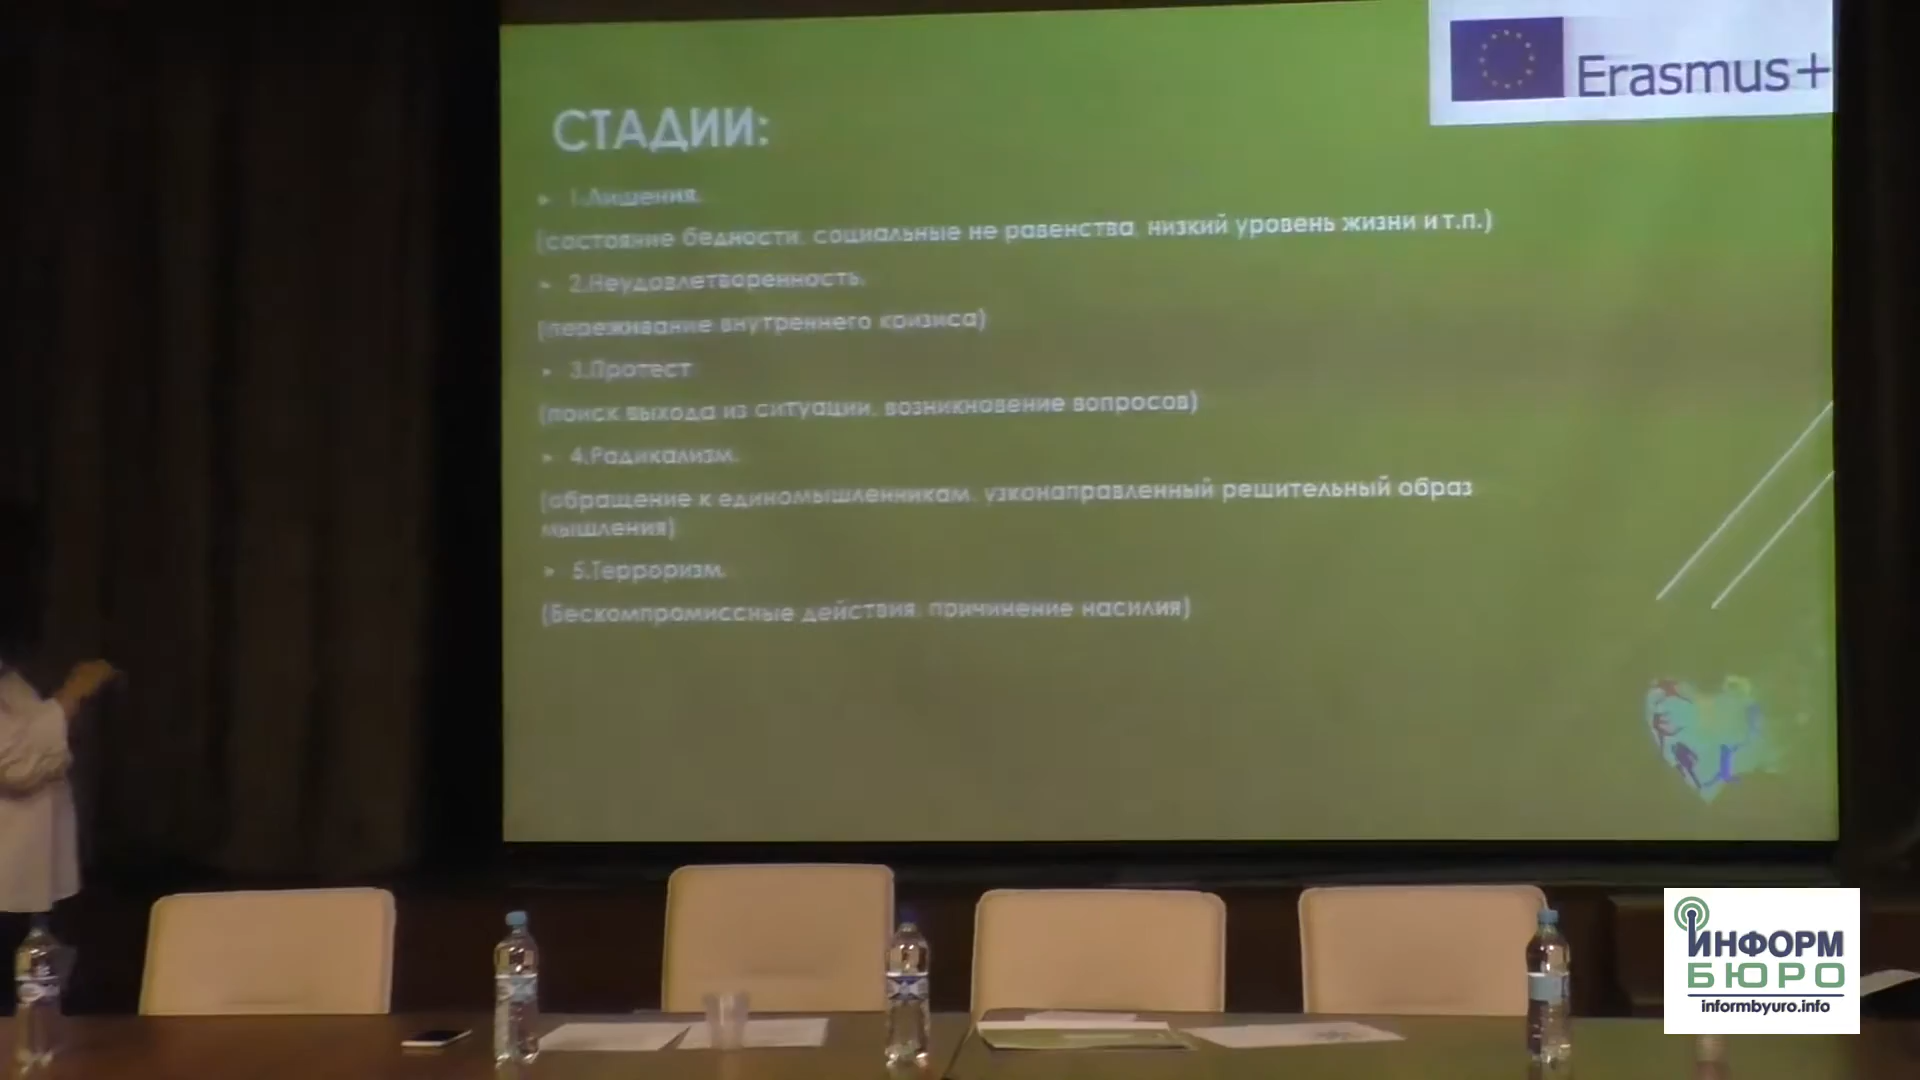 Erasmus+
СТАДИИ:
1.Лишения.
(состояние бедности, социальные не равенства, низкий уровень жизни и т.п.)
2.Неудовлетворенность.
(переживание внутреннего кризиса)
3.Протест
(поиск выхода из ситуации, возникновение вопросов)
4.Радикализм.
(обращение к единомышленникам, узконаправленный решительный образ
мышления)
5.Терроризм.
(Бескомпромиссные действия, причинение насилия)
ИНФОРМ
БЮРО
informbyuro.info